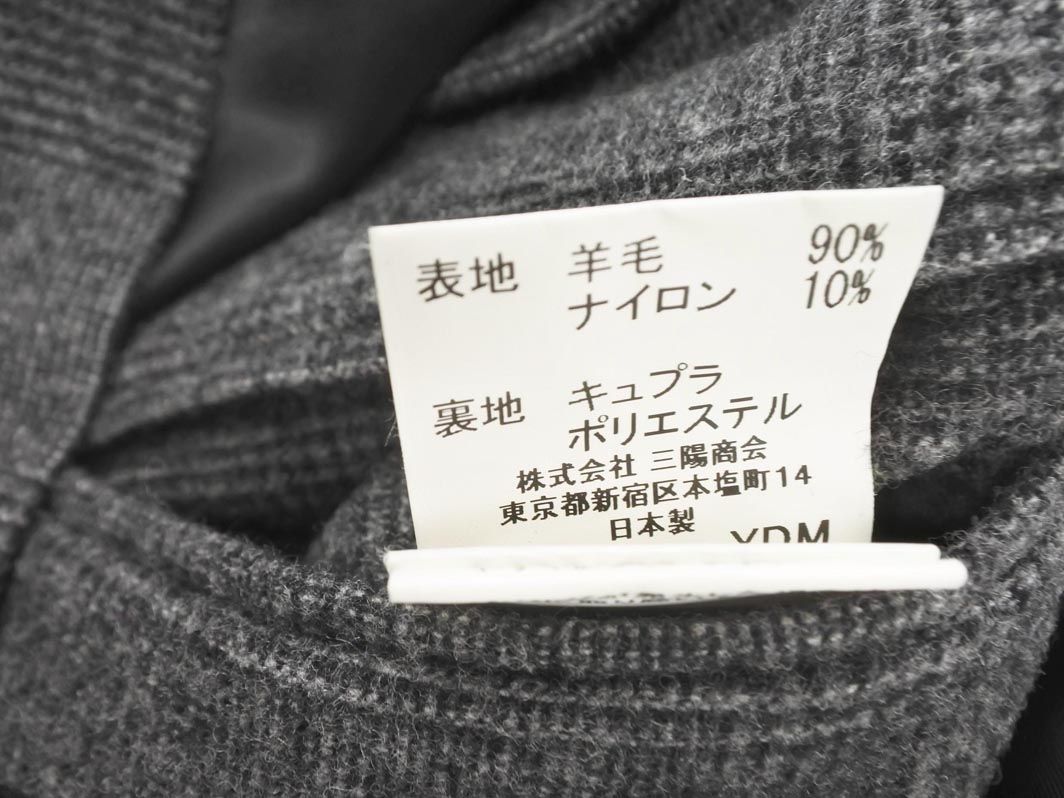 表地 羊毛 90%
ナイロン 10%
裏地 キュプラ
ポリエステル
株式会社 三陽商会
東京都新宿区本塩町14
日本製 YDM